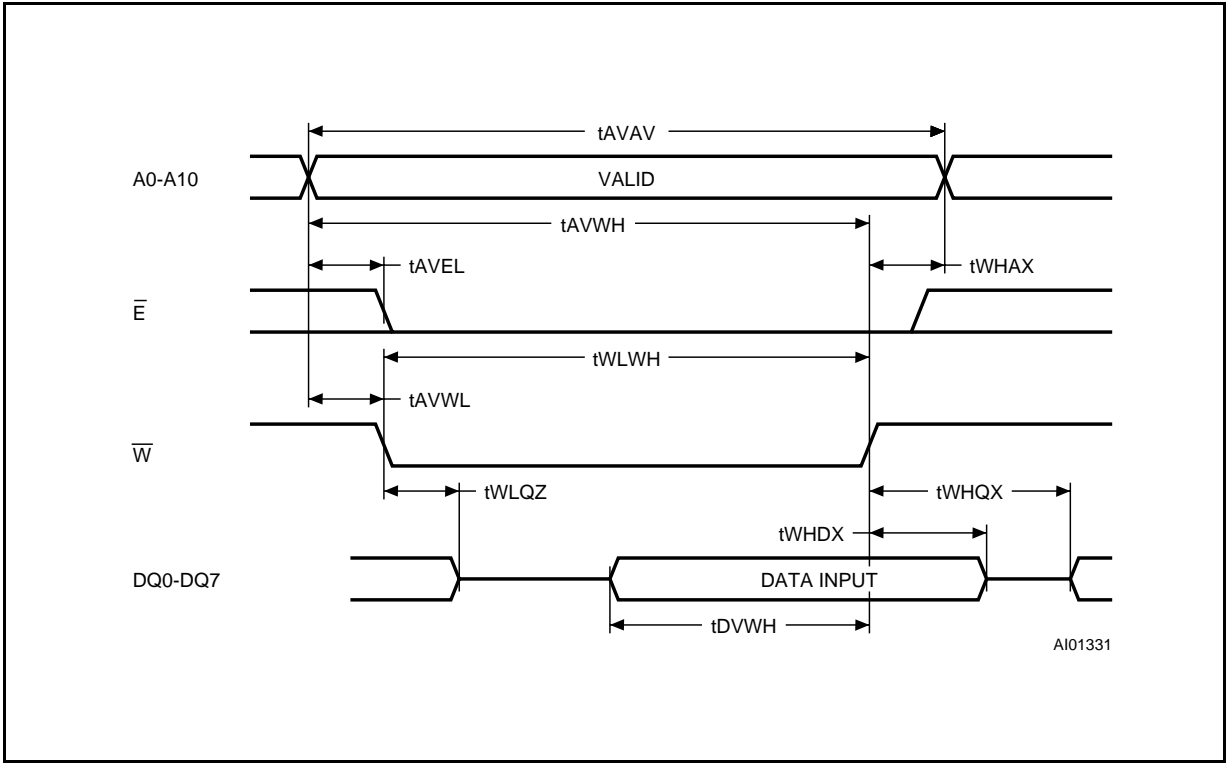 tAVAV
A0-A10
VALID
tAVWH
tAVEL
tWHAX
E̅
tWLWH
tAVWL
W̅
tWLQZ
tWHQX
tWHDX
DQ0-DQ7
DATA INPUT
tDVWH
AI01331